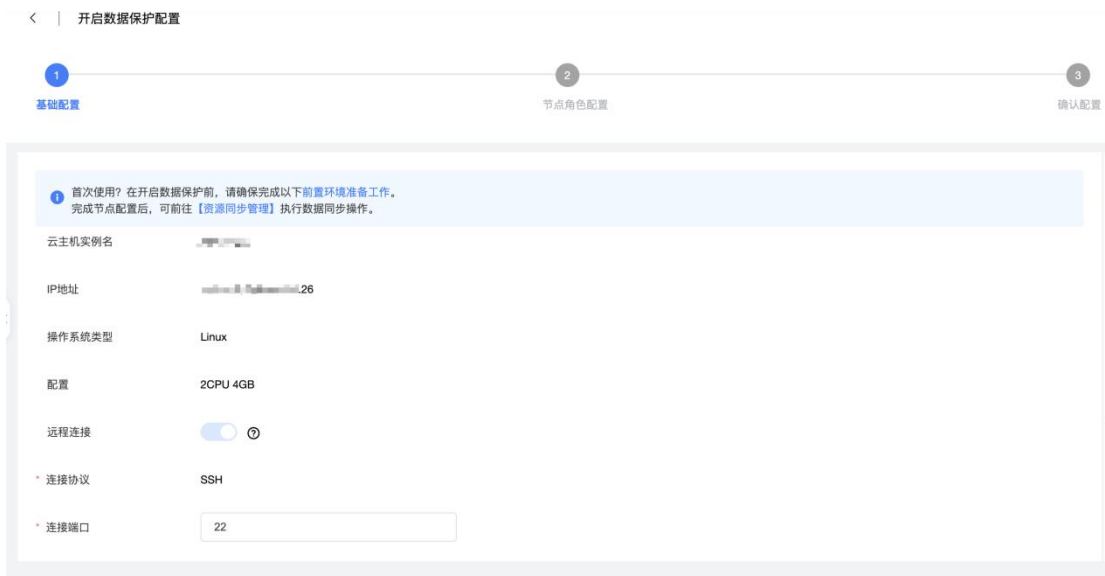 开启数据保护配置
1
2
3
基础配置
节点角色配置
确认配置
首次使用？在开启数据保护前，请确保完成以下前置环境准备工作。
完成节点配置后，可前往【资源同步管理】执行数据同步操作。
云主机实例名
IP地址 .26
操作系统类型 Linux
配置 2CPU 4GB
远程连接
* 连接协议 SSH
* 连接端口 22